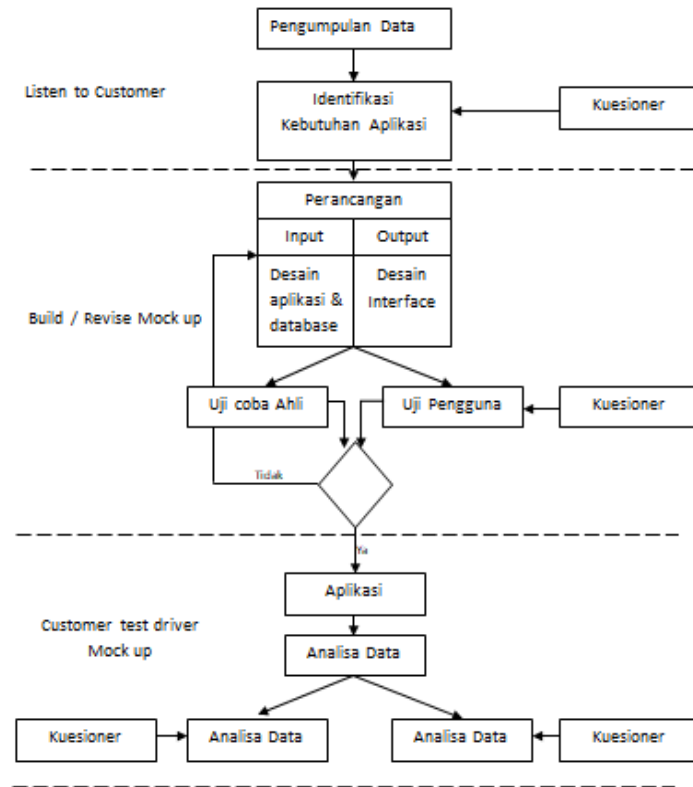 Pengumpulan Data
Listen to Customer
Identifikasi
Kebutuhan Aplikasi
Kuesioner
Perancangan
Input
Output
Desain
aplikasi &
database
Desain
Interface
Build / Revise Mock up
Uji coba Ahli
Uji Pengguna
Kuesioner
Tidak
Ya
Aplikasi
Customer test driver
Mock up
Analisa Data
Kuesioner
Analisa Data
Analisa Data
Kuesioner